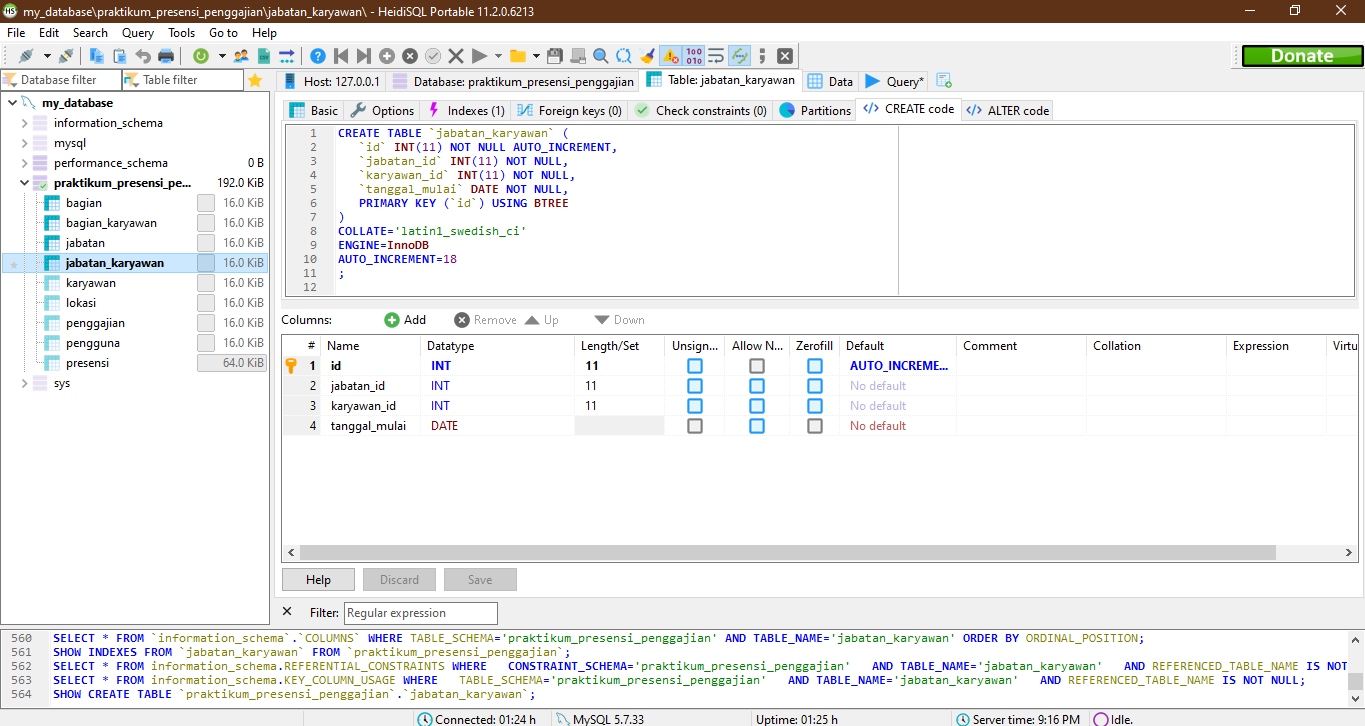 my_database\praktikum_presensi_penggajian\jabatan_karyawan\ - HeidiSQL Portable 11.2.0.6213
File Edit Search Query Tools Go to Help
Donate
Database filter Table filter
Host: 127.0.0.1 Database: praktikum_presensi_penggajian Table: jabatan_karyawan Data Query*
my_database
information_schema
mysql
performance_schema 0 B
praktikum_presensi_pe... 192.0 KiB
bagian 16.0 KiB
bagian_karyawan 16.0 KiB
jabatan 16.0 KiB
jabatan_karyawan 16.0 KiB
karyawan 16.0 KiB
lokasi 16.0 KiB
penggajian 16.0 KiB
pengguna 16.0 KiB
presensi 64.0 KiB
sys
Basic Options Indexes (1) Foreign keys (0) Check constraints (0) Partitions CREATE code ALTER code
1 CREATE TABLE `jabatan_karyawan` (
2 `id` INT(11) NOT NULL AUTO_INCREMENT,
3 `jabatan_id` INT(11) NOT NULL,
4 `karyawan_id` INT(11) NOT NULL,
5 `tanggal_mulai` DATE NOT NULL,
6 PRIMARY KEY (`id`) USING BTREE
7 )
8 COLLATE='latin1_swedish_ci'
9 ENGINE=InnoDB
10 AUTO_INCREMENT=18
11 ;
12
Columns: Add Remove Up Down
# Name Datatype Length/Set Unsign... Allow N... Zerofill Default Comment Collation Expression Virtu
1 id INT 11 AUTO_INCREME...
2 jabatan_id INT 11 No default
3 karyawan_id INT 11 No default
4 tanggal_mulai DATE No default
Help Discard Save
Filter: Regular expression
560 SELECT * FROM `information_schema`.`COLUMNS` WHERE TABLE_SCHEMA='praktikum_presensi_penggajian' AND TABLE_NAME='jabatan_karyawan' ORDER BY ORDINAL_POSITION;
561 SHOW INDEXES FROM `jabatan_karyawan` FROM `praktikum_presensi_penggajian`;
562 SELECT * FROM information_schema.REFERENTIAL_CONSTRAINTS WHERE CONSTRAINT_SCHEMA='praktikum_presensi_penggajian' AND TABLE_NAME='jabatan_karyawan' AND REFERENCED_TABLE_NAME IS NOT
563 SELECT * FROM information_schema.KEY_COLUMN_USAGE WHERE TABLE_SCHEMA='praktikum_presensi_penggajian' AND TABLE_NAME='jabatan_karyawan' AND REFERENCED_TABLE_NAME IS NOT NULL;
564 SHOW CREATE TABLE `praktikum_presensi_penggajian`.`jabatan_karyawan`;
Connected: 01:24 h MySQL 5.7.33 Uptime: 01:25 h Server time: 9:16 PM Idle.